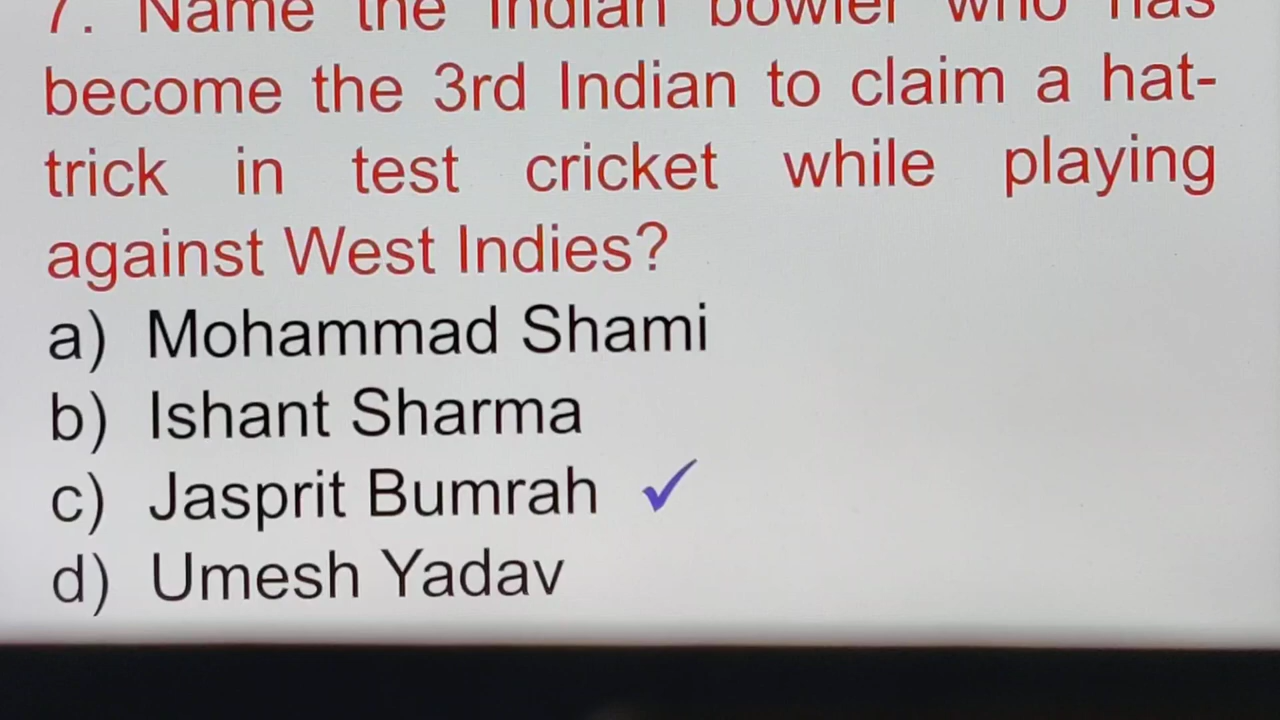 7. Name the Indian bowler who has
become the 3rd Indian to claim a hat-
trick in test cricket while playing
against West Indies?
a) Mohammad Shami
b) Ishant Sharma
c) Jasprit Bumrah ✓
d) Umesh Yadav